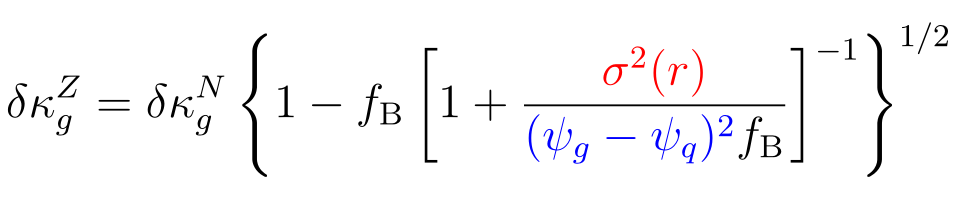 δκ_g^Z = δκ_g^N { 1 − f_B [ 1 + σ²(r) / ((ψ_g − ψ_q)² f_B) ]^{−1} }^{1/2}